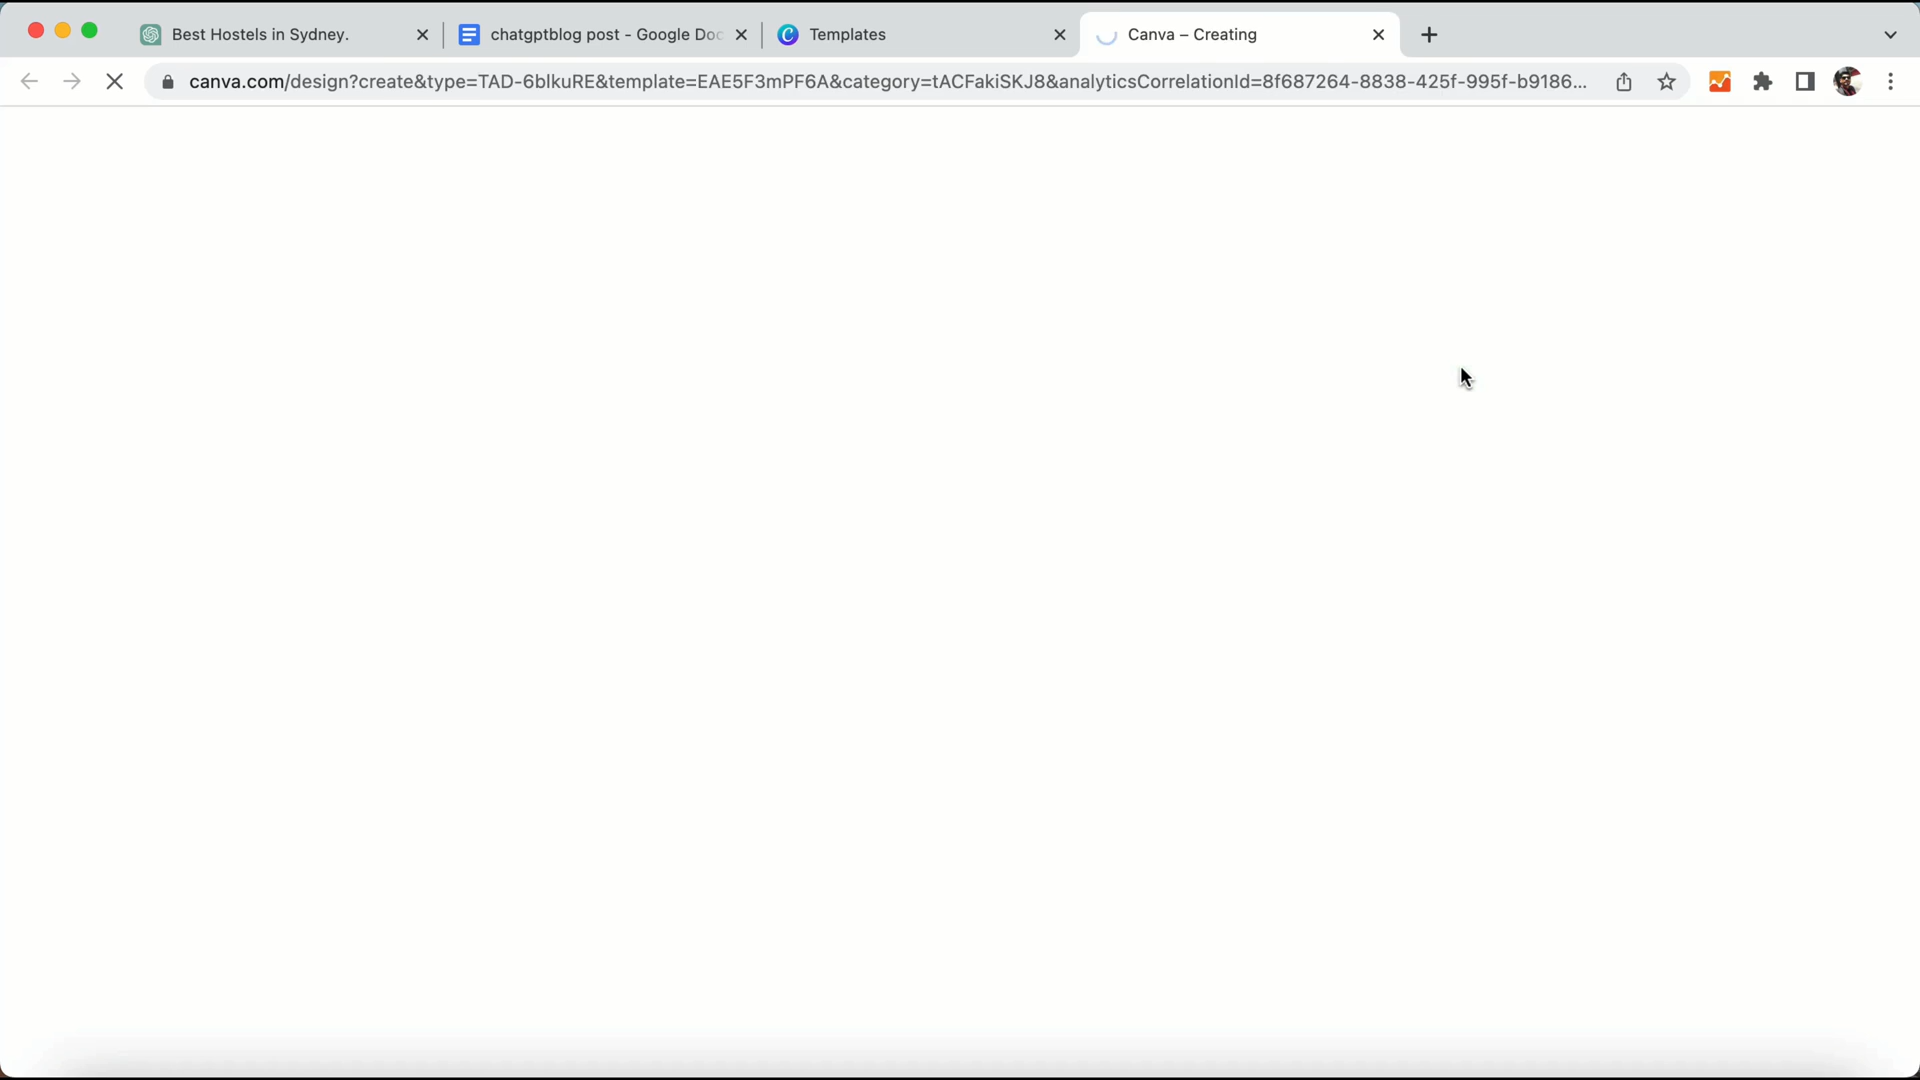 Best Hostels in Sydney.
chatgptblog post - Google Doc
Templates
Canva – Creating
canva.com/design?create&type=TAD-6blkuRE&template=EAE5F3mPF6A&category=tACFakiSKJ8&analyticsCorrelationId=8f687264-8838-425f-995f-b9186...